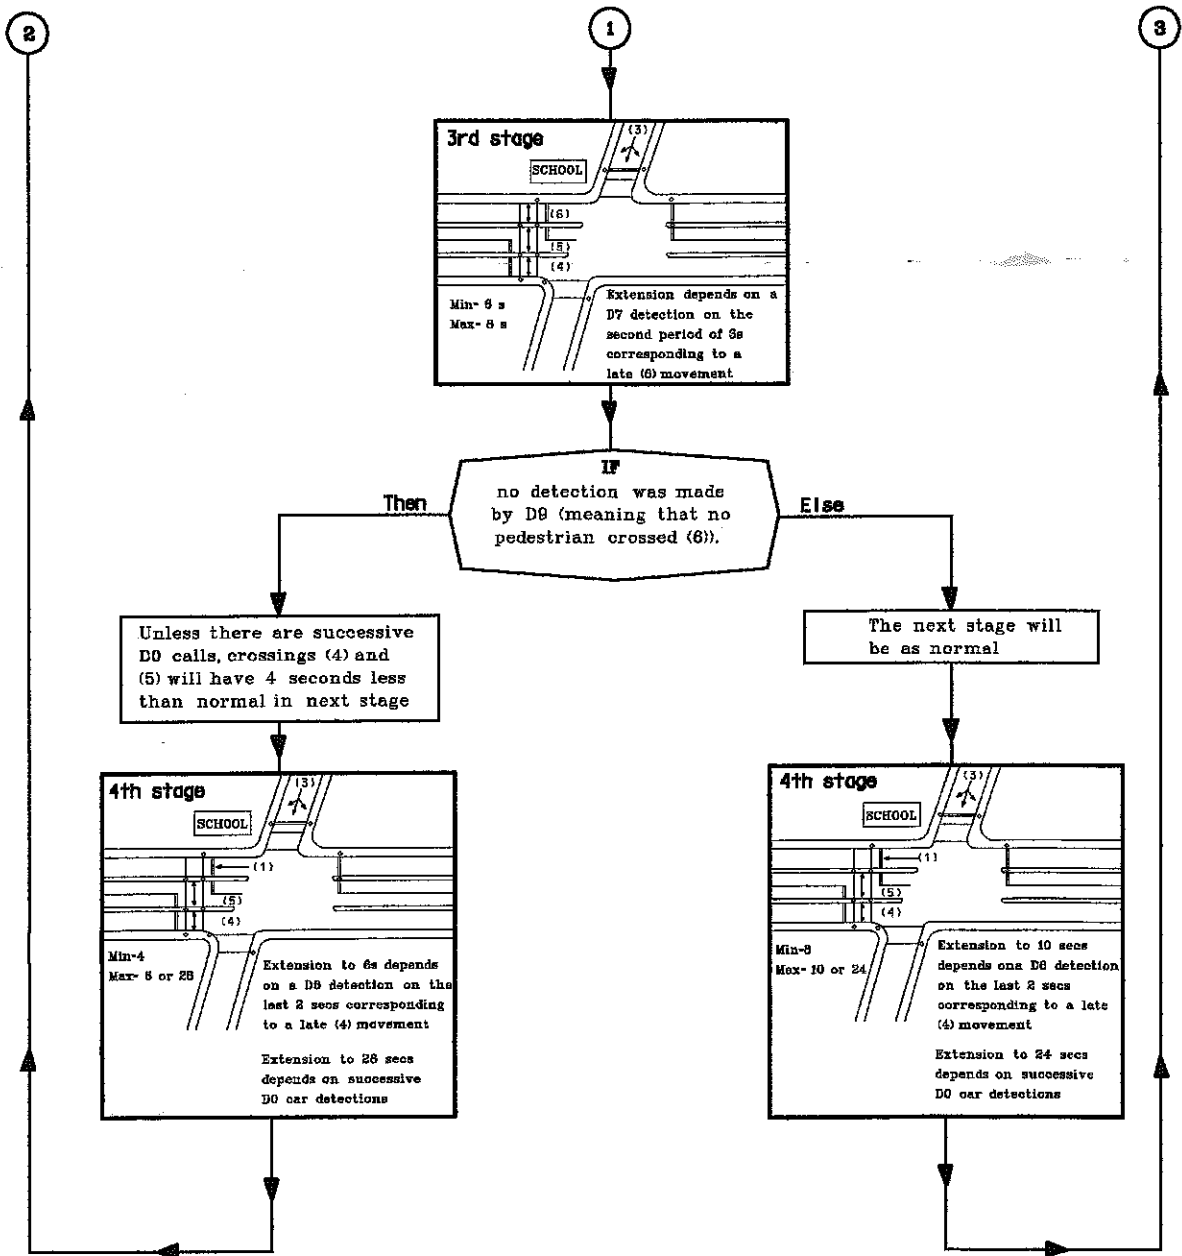 2
1
3
3rd stage
(3)
SCHOOL
(6)
(5)
(4)
Min- 6 s
Max- 8 s
Extension depends on a
D7 detection on the
second period of 3s
corresponding to a
late (6) movement
IF
no detection was made
by D9 (meaning that no
pedestrian crossed (6)).
Then
Else
Unless there are successive
D0 calls, crossings (4) and
(5) will have 4 seconds less
than normal in next stage
The next stage will
be as normal
4th stage
(3)
SCHOOL
(1)
(5)
(4)
Min-4
Max- 6 or 28
Extension to 6s depends
on a D8 detection on the
last 2 secs corresponding
to a late (4) movement
Extension to 28 secs
depends on successive
D0 car detections
4th stage
(3)
SCHOOL
(1)
(5)
(4)
Min-8
Max- 10 or 24
Extension to 10 secs
depends ona D8 detection
on the last 2 secs
corresponding to a late
(4) movement
Extension to 24 secs
depends on successive
D0 car detections